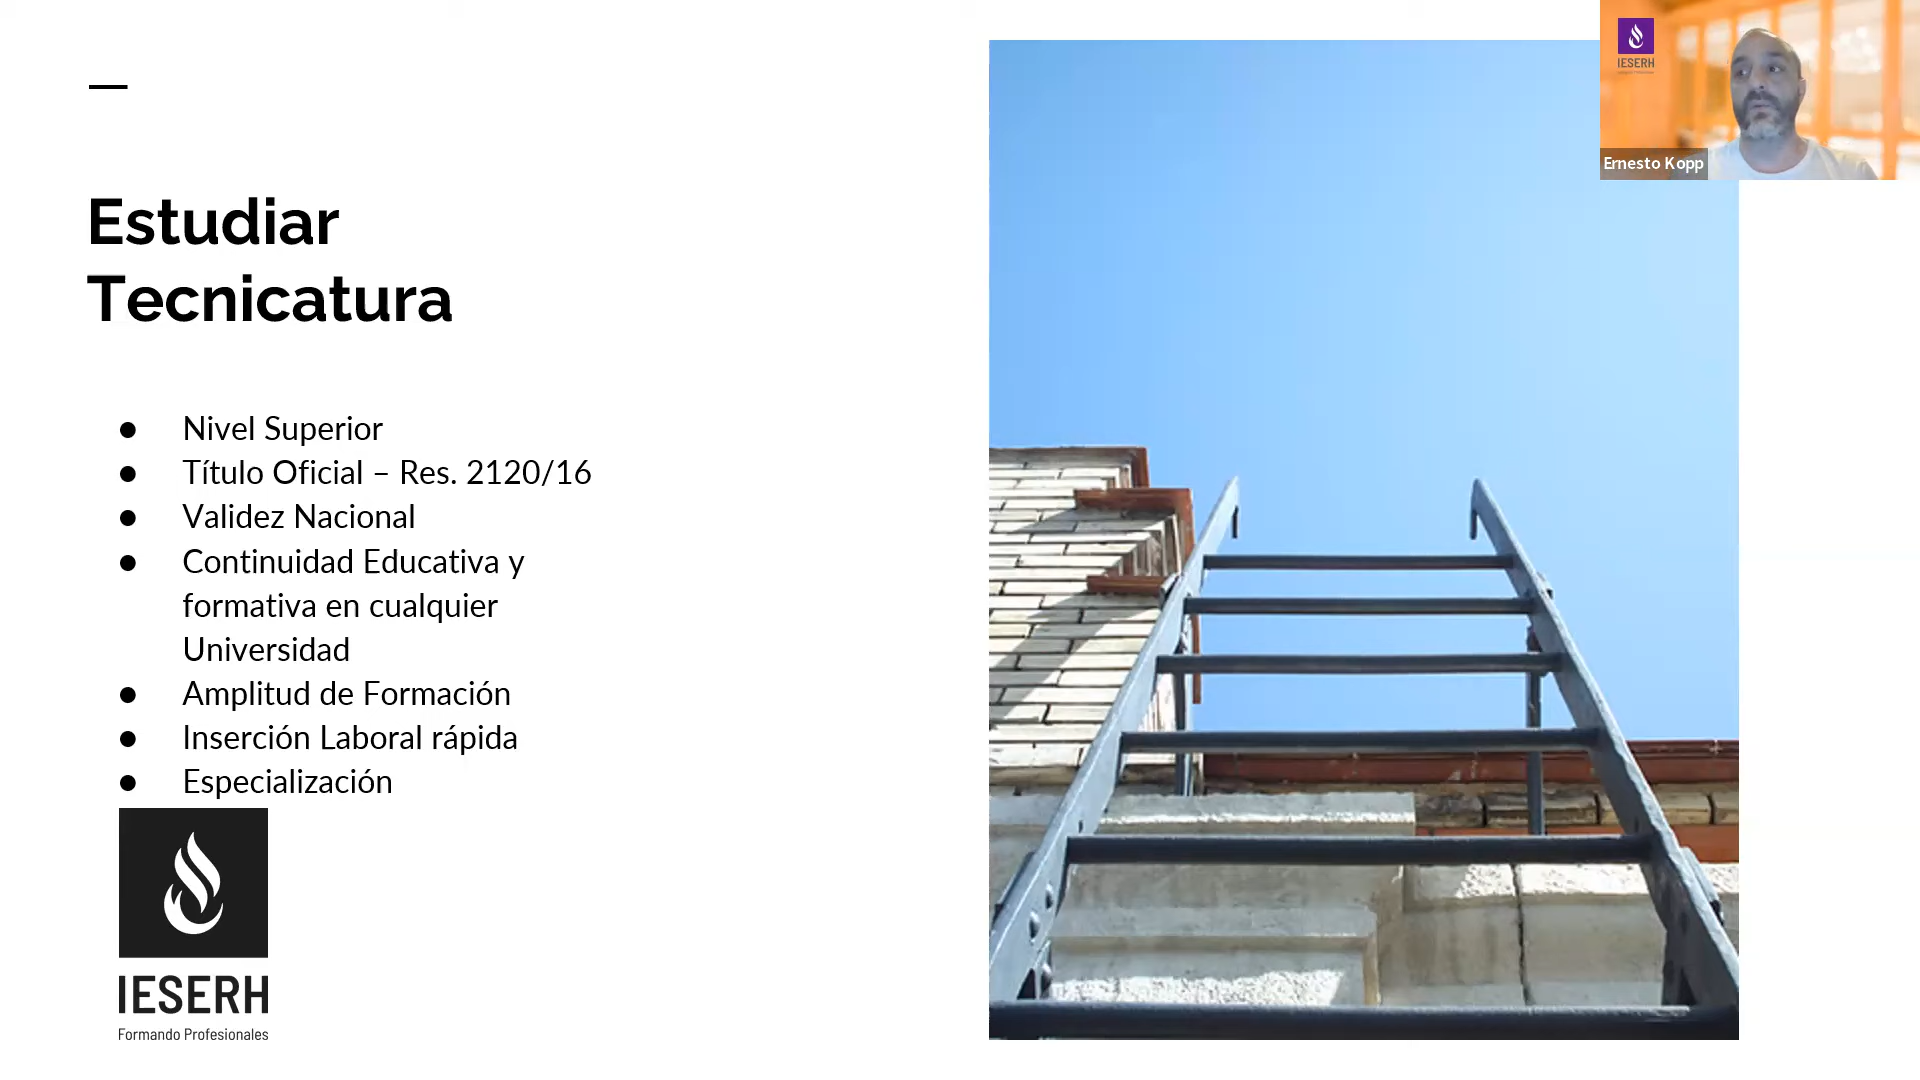 Estudiar
Tecnicatura
● Nivel Superior
● Título Oficial – Res. 2120/16
● Validez Nacional
● Continuidad Educativa y
formativa en cualquier
Universidad
● Amplitud de Formación
● Inserción Laboral rápida
● Especialización
IESERH
Formando Profesionales
IESERH
Ernesto Kopp